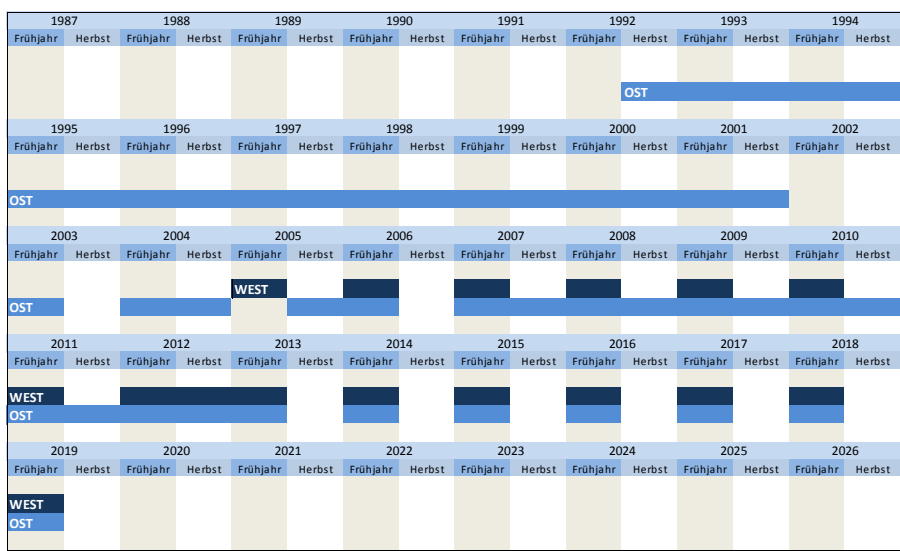 1987 1988 1989 1990 1991 1992 1993 1994
Frühjahr Herbst Frühjahr Herbst Frühjahr Herbst Frühjahr Herbst Frühjahr Herbst Frühjahr Herbst Frühjahr Herbst Frühjahr Herbst
OST
1995 1996 1997 1998 1999 2000 2001 2002
Frühjahr Herbst Frühjahr Herbst Frühjahr Herbst Frühjahr Herbst Frühjahr Herbst Frühjahr Herbst Frühjahr Herbst Frühjahr Herbst
OST
2003 2004 2005 2006 2007 2008 2009 2010
Frühjahr Herbst Frühjahr Herbst Frühjahr Herbst Frühjahr Herbst Frühjahr Herbst Frühjahr Herbst Frühjahr Herbst Frühjahr Herbst
WEST
OST
2011 2012 2013 2014 2015 2016 2017 2018
Frühjahr Herbst Frühjahr Herbst Frühjahr Herbst Frühjahr Herbst Frühjahr Herbst Frühjahr Herbst Frühjahr Herbst Frühjahr Herbst
WEST
OST
2019 2020 2021 2022 2023 2024 2025 2026
Frühjahr Herbst Frühjahr Herbst Frühjahr Herbst Frühjahr Herbst Frühjahr Herbst Frühjahr Herbst Frühjahr Herbst Frühjahr Herbst
WEST
OST